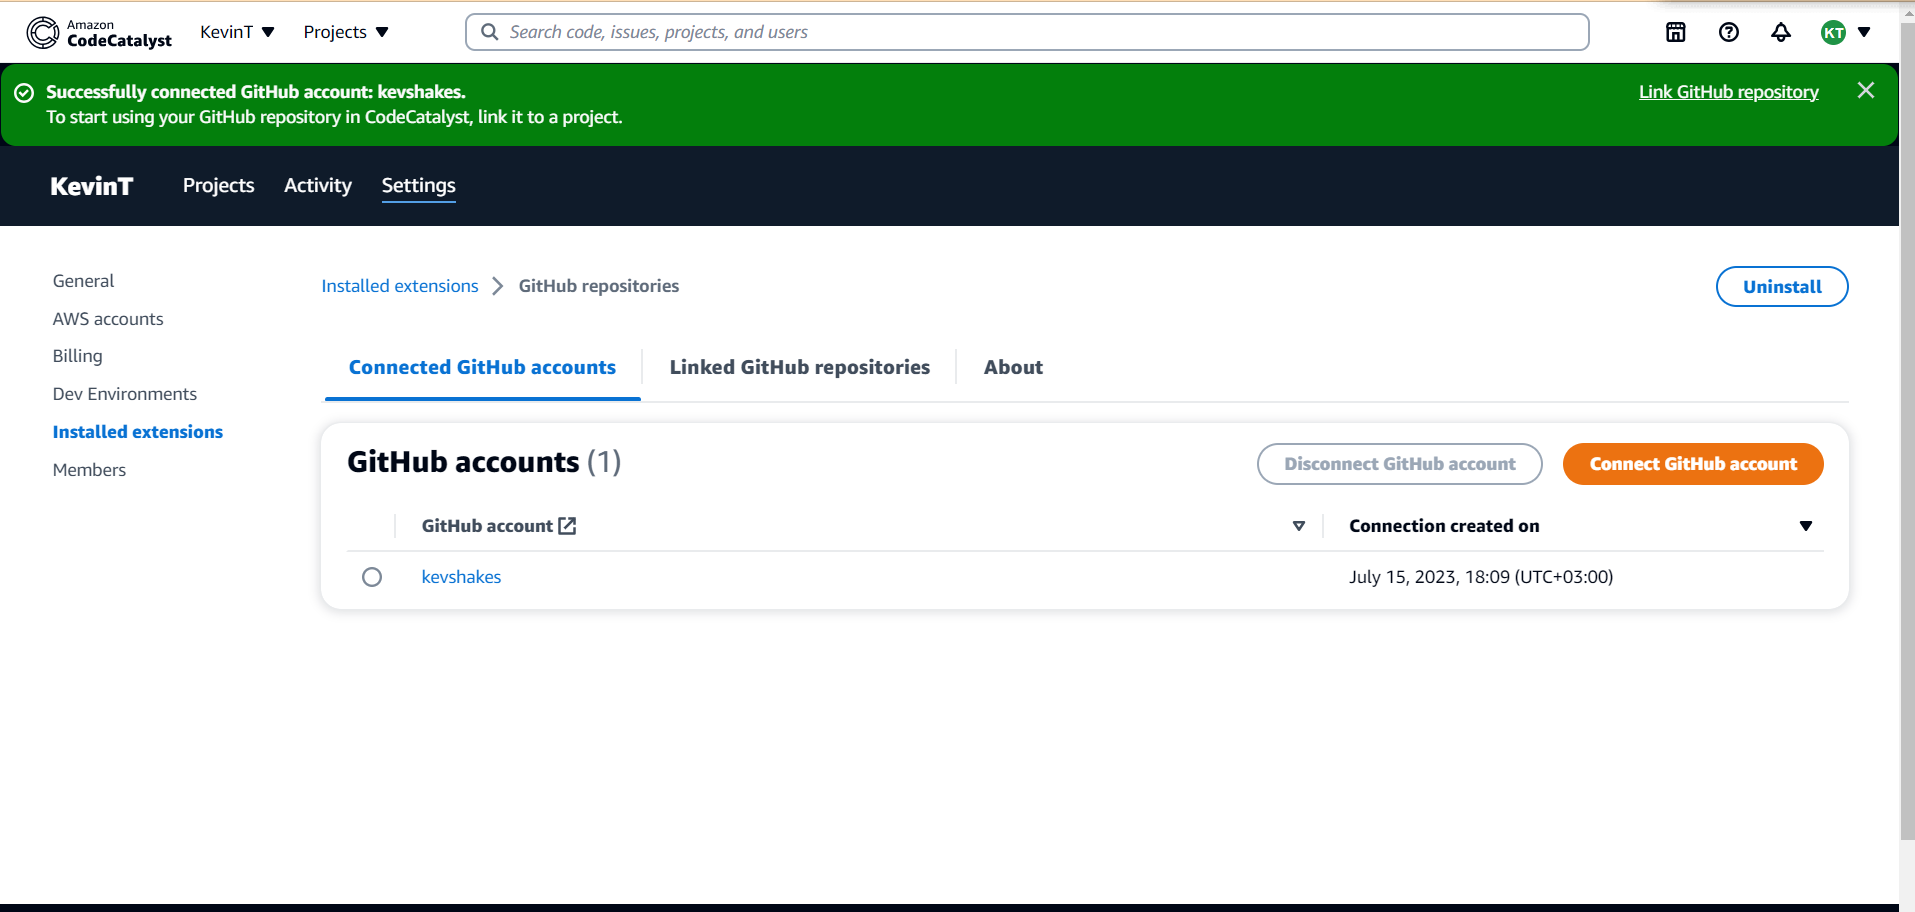 Amazon
CodeCatalyst
KevinT
Projects
Search code, issues, projects, and users
KT
Successfully connected GitHub account: kevshakes.
To start using your GitHub repository in CodeCatalyst, link it to a project.
Link GitHub repository
KevinT
Projects
Activity
Settings
General
AWS accounts
Billing
Dev Environments
Installed extensions
Members
Installed extensions
GitHub repositories
Uninstall
Connected GitHub accounts
Linked GitHub repositories
About
GitHub accounts (1)
Disconnect GitHub account
Connect GitHub account
GitHub account
Connection created on
kevshakes
July 15, 2023, 18:09 (UTC+03:00)